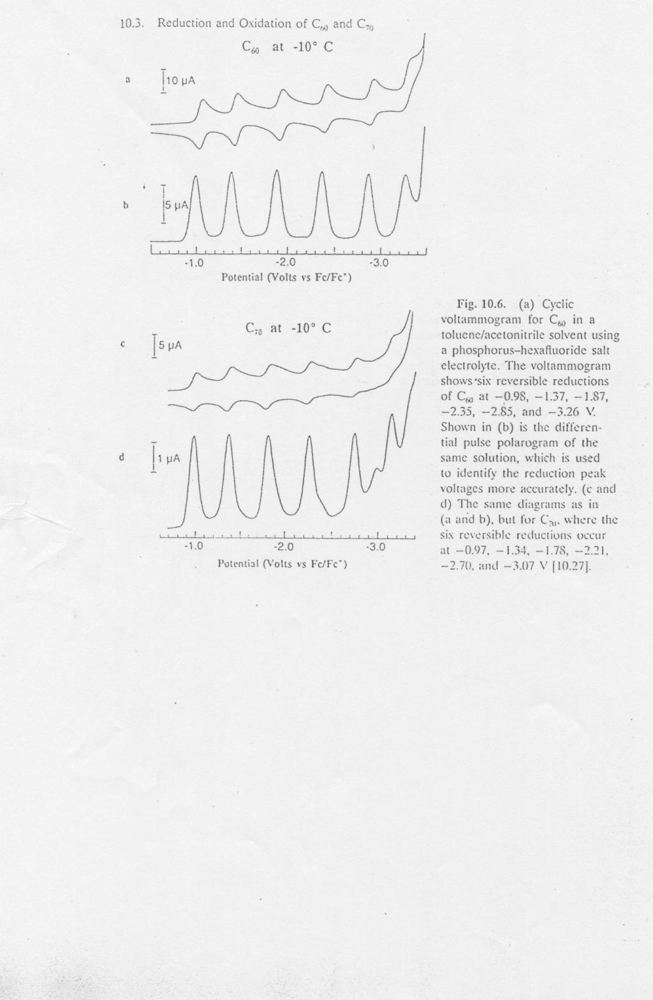 10.3. Reduction and Oxidation of C₆₀ and C₇₀
C₆₀ at -10° C
a
10 µA
b
5 µA
-1.0 -2.0 -3.0
Potential (Volts vs Fc/Fc⁺)
C₇₀ at -10° C
c
5 µA
d
1 µA
-1.0 -2.0 -3.0
Potential (Volts vs Fc/Fc⁺)
Fig. 10.6. (a) Cyclic
voltammogram for C₆₀ in a
toluene/acetonitrile solvent using
a phosphorus–hexafluoride salt
electrolyte. The voltammogram
shows six reversible reductions
of C₆₀ at −0.98, −1.37, −1.87,
−2.35, −2.85, and −3.26 V.
Shown in (b) is the differen-
tial pulse polarogram of the
same solution, which is used
to identify the reduction peak
voltages more accurately. (c and
d) The same diagrams as in
(a and b), but for C₇₀, where the
six reversible reductions occur
at −0.97, −1.34, −1.78, −2.21,
−2.70, and −3.07 V [10.27].